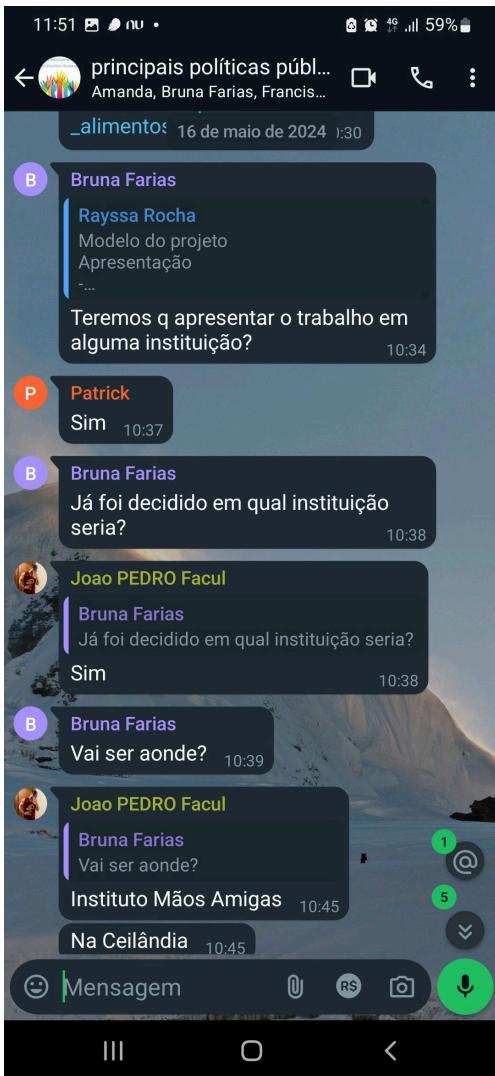 11:51
4G 59%
principais políticas públ...
Amanda, Bruna Farias, Francis...
_alimentos
16 de maio de 2024
:30
B
Bruna Farias
Rayssa Rocha
Modelo do projeto
Apresentação
-...
Teremos q apresentar o trabalho em
alguma instituição?
10:34
P
Patrick
Sim 10:37
B
Bruna Farias
Já foi decidido em qual instituição
seria?
10:38
Joao PEDRO Facul
Bruna Farias
Já foi decidido em qual instituição seria?
Sim
10:38
B
Bruna Farias
Vai ser aonde? 10:39
Joao PEDRO Facul
Bruna Farias
Vai ser aonde?
Instituto Mãos Amigas 10:45
1
@
5
Na Ceilândia 10:45
Mensagem
R$